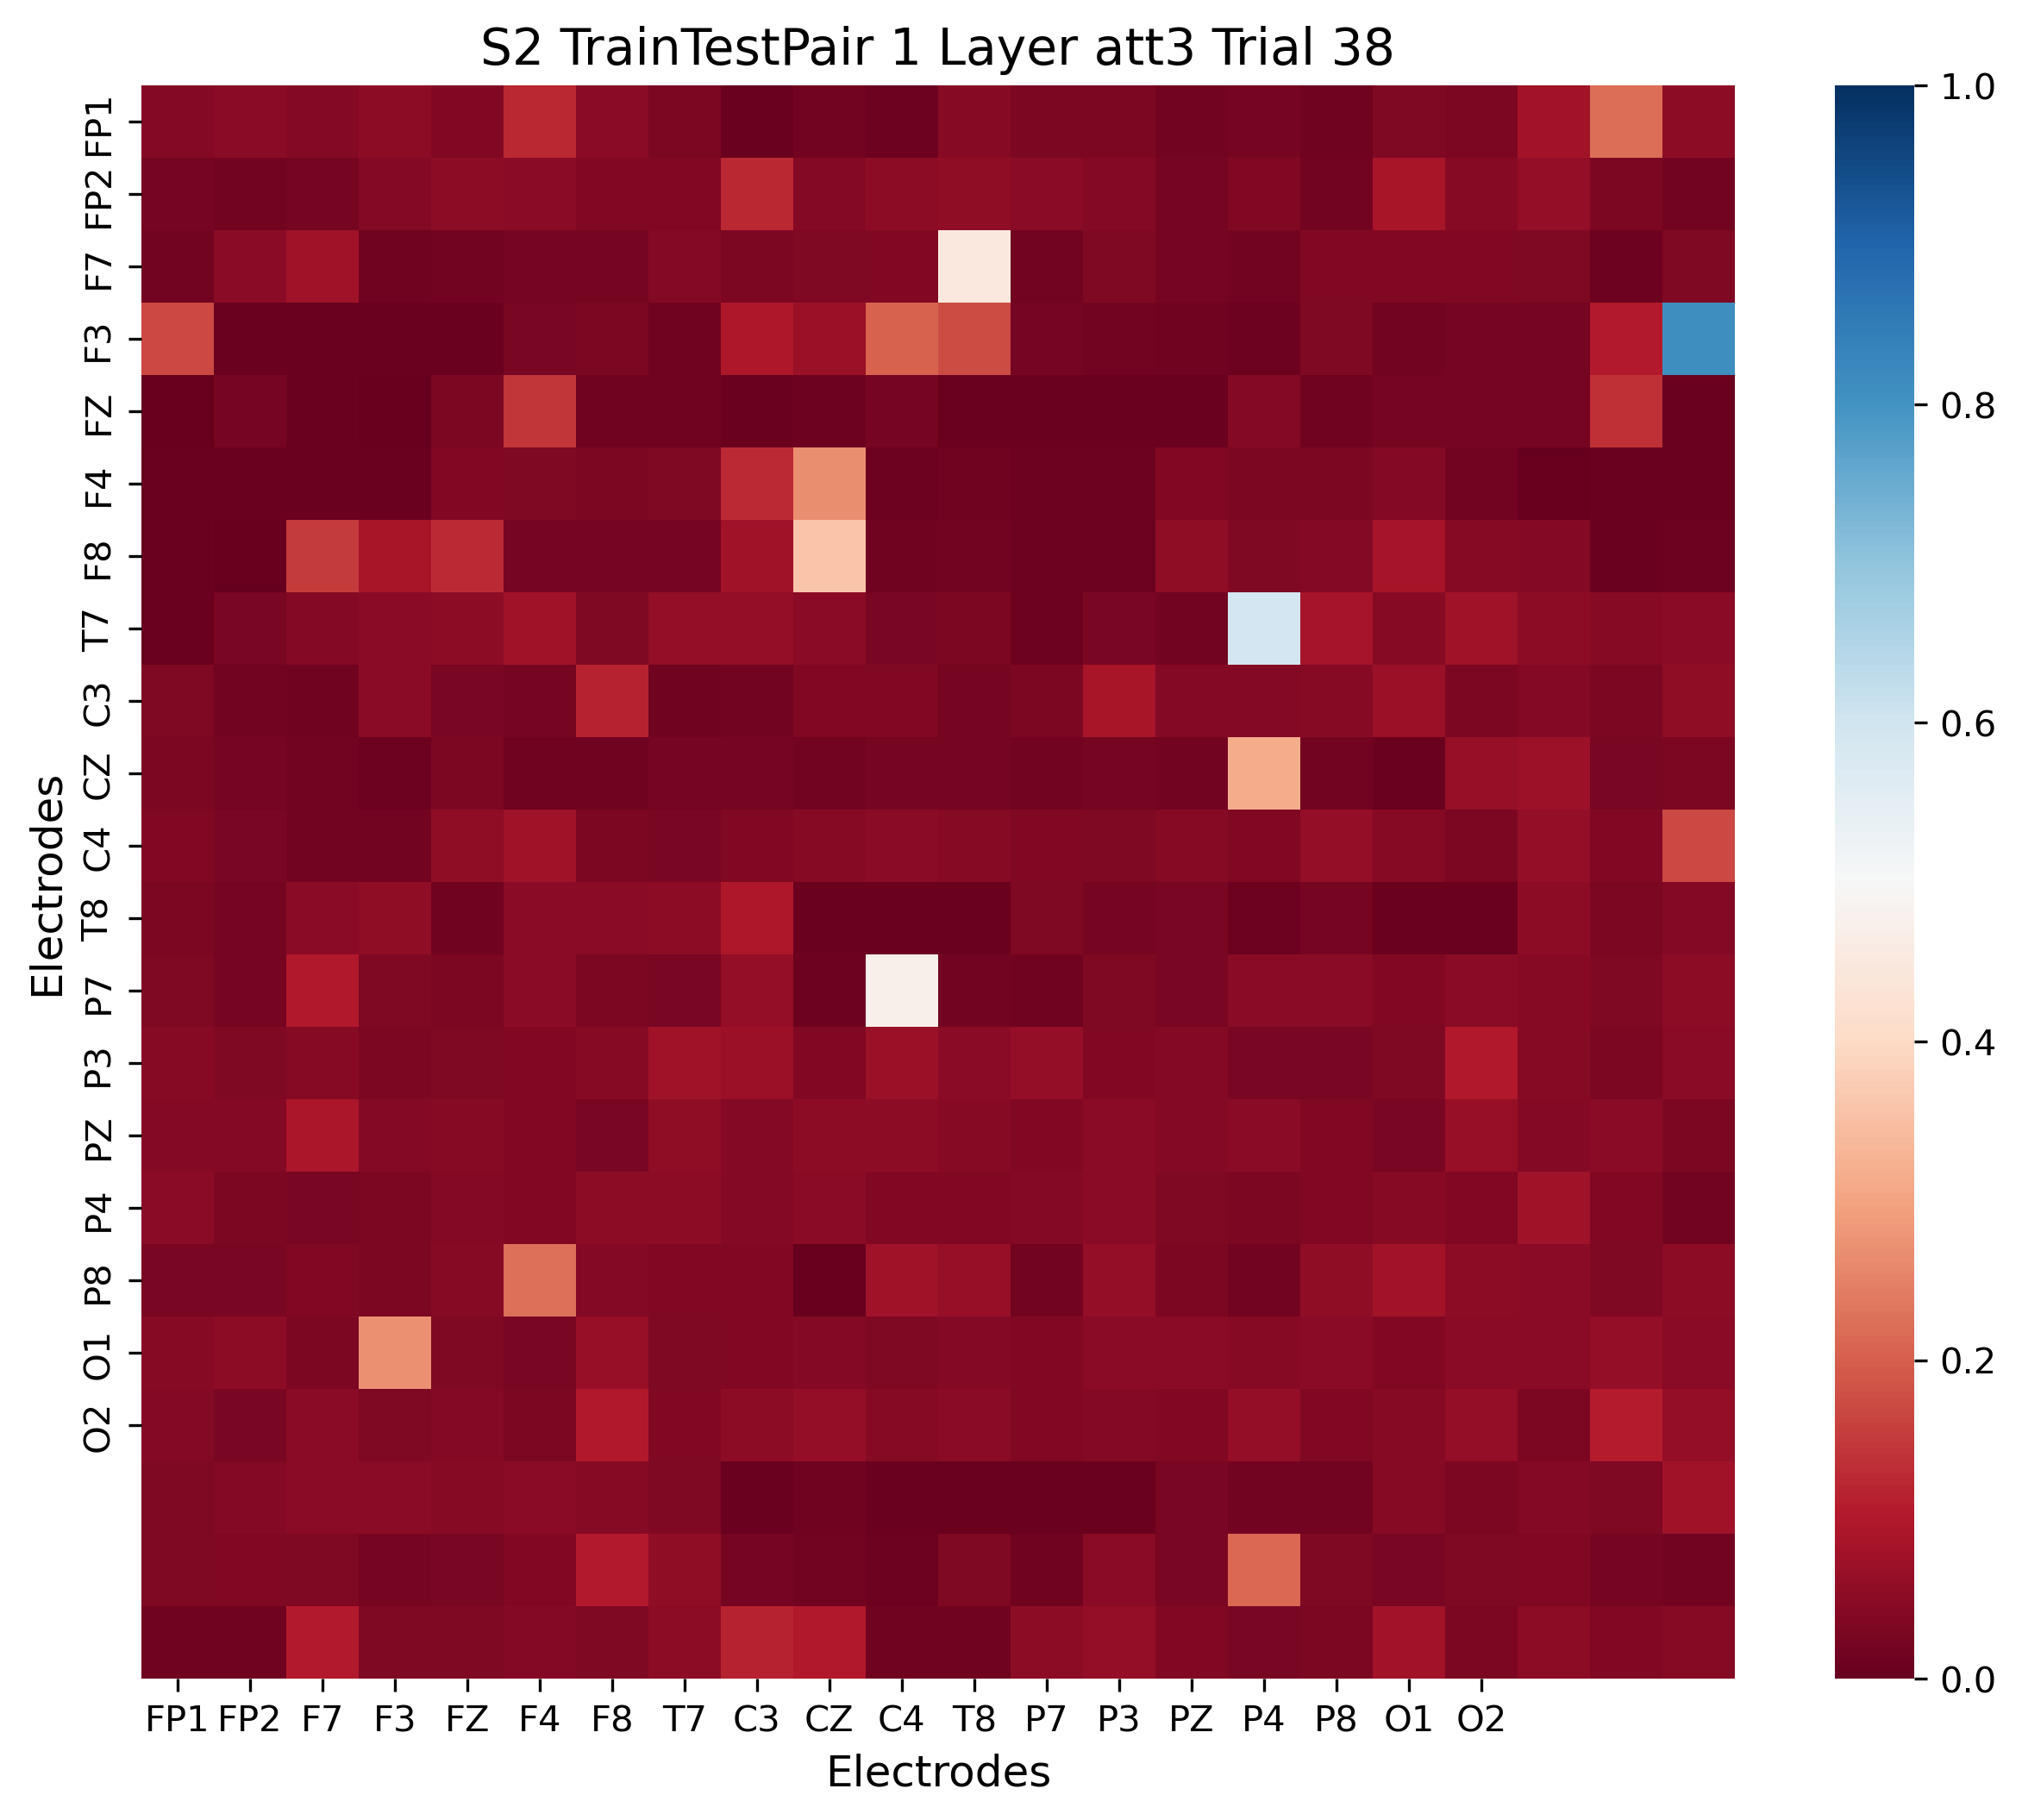 S2 TrainTestPair 1 Layer att3 Trial 38
Electrodes
FP1
FP2
F7
F3
FZ
F4
F8
T7
C3
CZ
C4
T8
P7
P3
PZ
P4
P8
O1
O2
FP1 FP2 F7 F3 FZ F4 F8 T7 C3 CZ C4 T8 P7 P3 PZ P4 P8 O1 O2
Electrodes
1.0
0.8
0.6
0.4
0.2
0.0